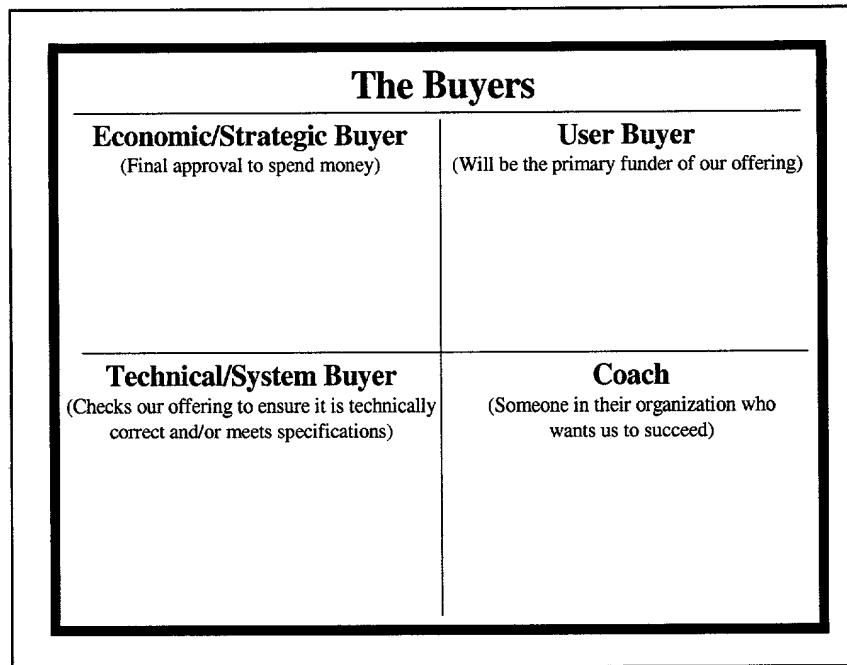 The Buyers
Economic/Strategic Buyer
(Final approval to spend money)
User Buyer
(Will be the primary funder of our offering)
Technical/System Buyer
(Checks our offering to ensure it is technically
correct and/or meets specifications)
Coach
(Someone in their organization who
wants us to succeed)